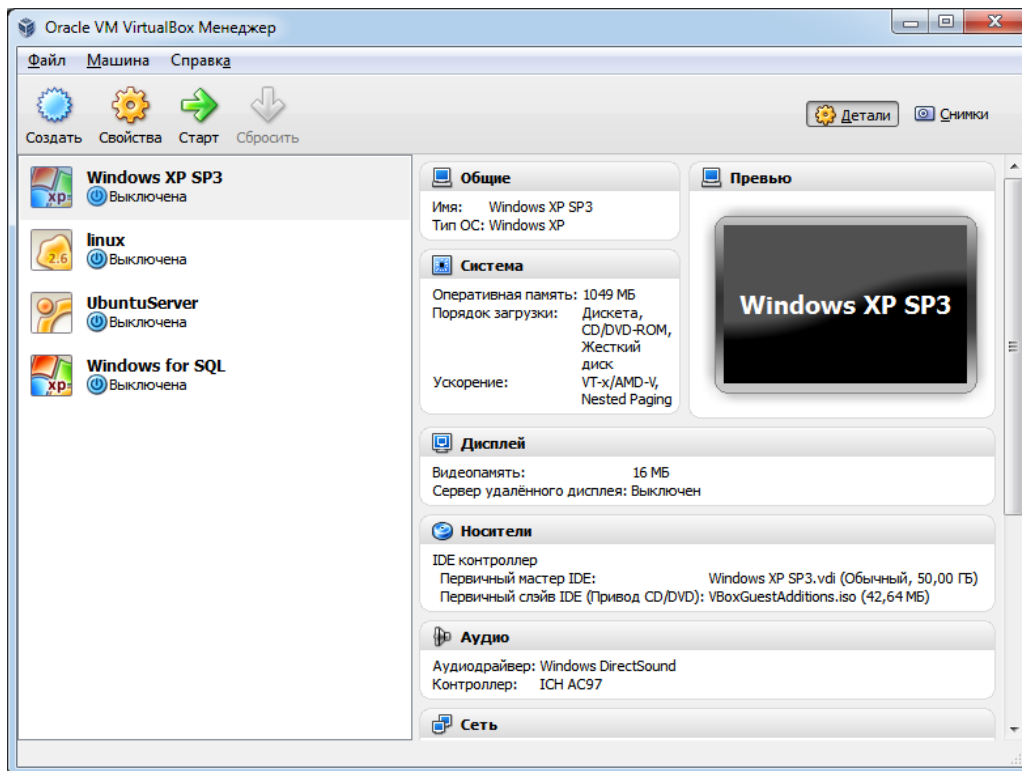 Oracle VM VirtualBox Менеджер
Файл Машина Справка
Создать Свойства Старт Сбросить
Детали Снимки
Windows XP SP3
Выключена
linux
Выключена
UbuntuServer
Выключена
Windows for SQL
Выключена
Общие
Имя: Windows XP SP3
Тип ОС: Windows XP
Система
Оперативная память: 1049 МБ
Порядок загрузки: Дискета,
CD/DVD-ROM,
Жесткий
диск
Ускорение: VT-x/AMD-V,
Nested Paging
Превью
Windows XP SP3
Дисплей
Видеопамять: 16 МБ
Сервер удалённого дисплея: Выключен
Носители
IDE контроллер
Первичный мастер IDE: Windows XP SP3.vdi (Обычный, 50,00 ГБ)
Первичный слэйв IDE (Привод CD/DVD): VBoxGuestAdditions.iso (42,64 МБ)
Аудио
Аудиодрайвер: Windows DirectSound
Контроллер: ICH AC97
Сеть
xp
2.6
xp